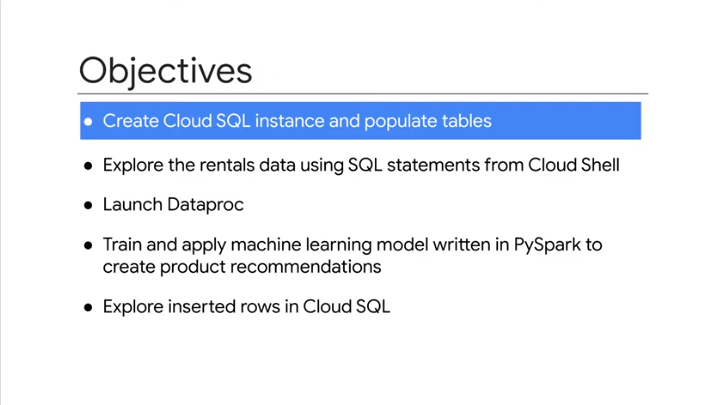 Objectives
● Create Cloud SQL instance and populate tables
● Explore the rentals data using SQL statements from Cloud Shell
● Launch Dataproc
● Train and apply machine learning model written in PySpark to
create product recommendations
● Explore inserted rows in Cloud SQL